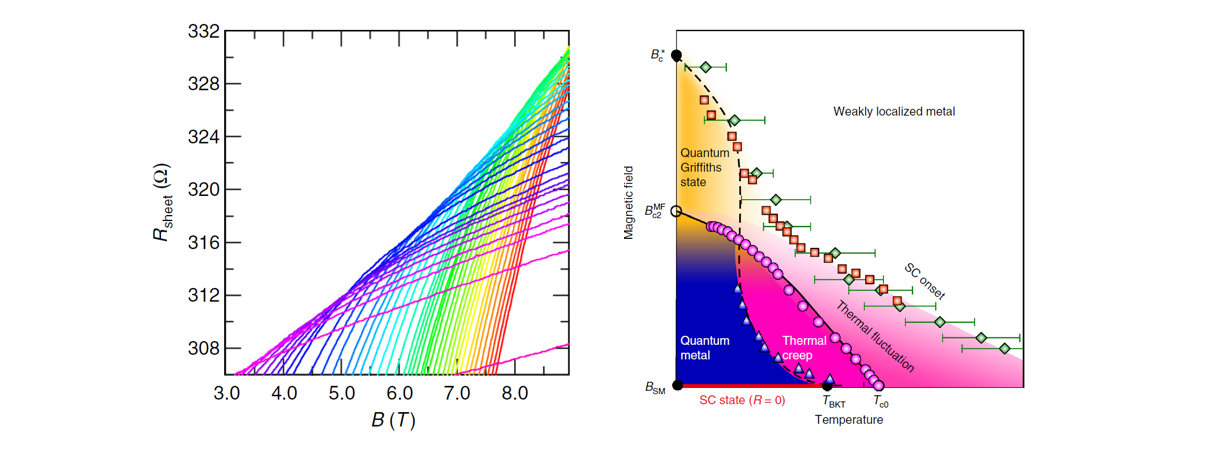 332
328
324
320
316
312
308
R_sheet (Ω)
3.0 4.0 5.0 6.0 7.0 8.0
B (T)
B_c^*
Weakly localized metal
Quantum
Griffiths
state
Magnetic field
B_c2^MF
SC onset
Thermal fluctuation
Quantum
metal
Thermal
creep
B_SM
SC state (R = 0)
T_BKT
T_c0
Temperature